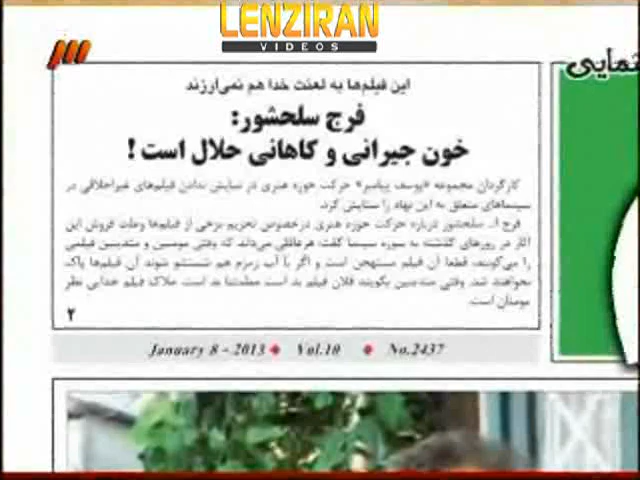 LENZIRAN
VIDEOS
نمایی
این فیلم‌ها به لعنت خدا هم نمی‌ارزند
فرج سلحشور:
خون جیرانی و کاهانی حلال است!
کارگردان مجموعه «یوسف پیامبر» حرکت حوزه هنری در نمایش ندادن فیلم‌های غیراخلاقی در
سینماهای متعلق به این نهاد را ستایش کرد.
فرج ا... سلحشور درباره حرکت حوزه هنری درخصوص تحریم برخی از فیلم‌ها وعلت فروش این
آثار در روزهای گذشته به سوره سینما گفت: هرعاقلی می‌داند که وقتی مومنین و متدینین فیلمی
را می‌کوبند، قطعا آن فیلم مستهجن است و اگر با آب زمزم هم شستشو شوند آن فیلم‌ها پاک
نخواهند شد. وقتی متدینین بگویند فلان فیلم بد است مطمئنا بد است. ملاک فیلم خدایی نظر
مومنان است.
۲
January 8 - 2013 Vol.10 No.2437